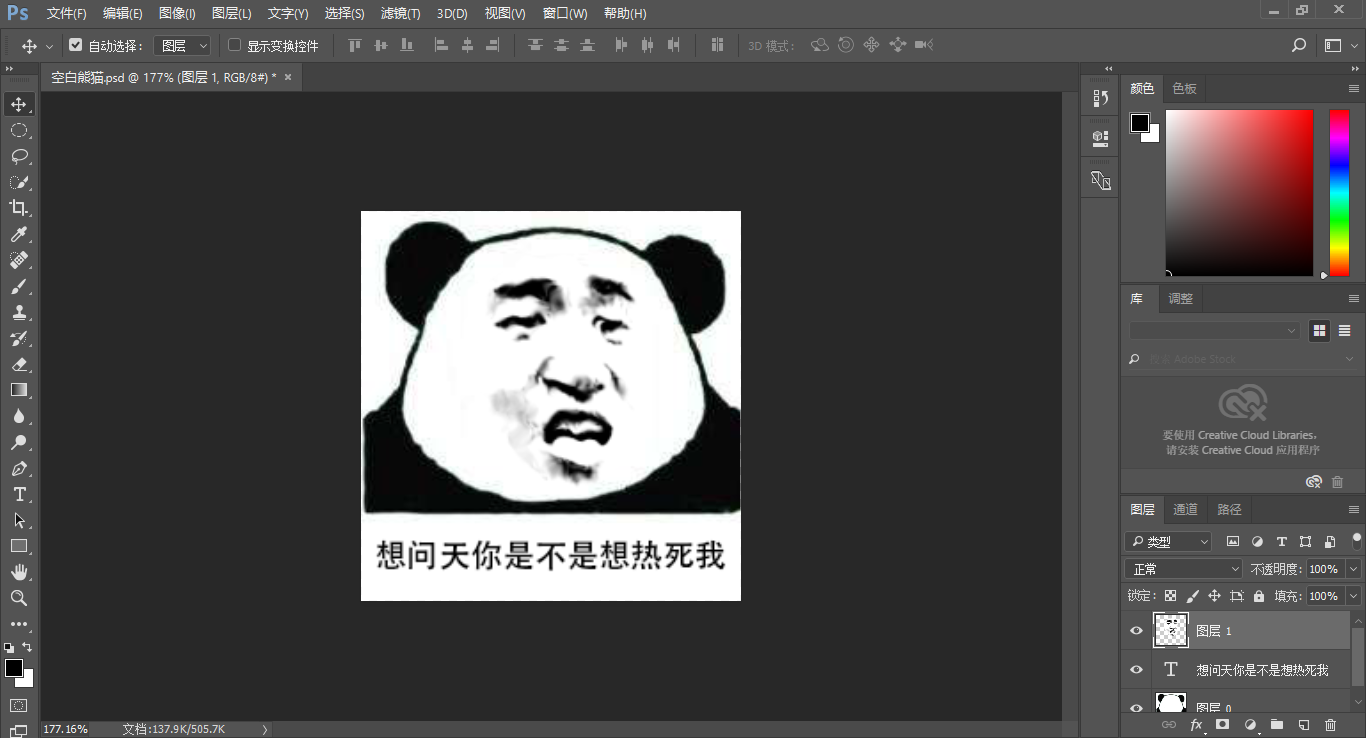 Ps 文件(F) 编辑(E) 图像(I) 图层(L) 文字(Y) 选择(S) 滤镜(T) 3D(D) 视图(V) 窗口(W) 帮助(H)
自动选择： 图层 显示变换控件 3D 模式：
空白熊猫.psd @ 177% (图层 1, RGB/8#) * ×
颜色 色板
库 调整
搜索 Adobe Stock
要使用 Creative Cloud Libraries，
请安装 Creative Cloud 应用程序
想问天你是不是想热死我
图层 通道 路径
类型
正常 不透明度： 100%
锁定： 填充： 100%
图层 1
T 想问天你是不是想热死我
图层 0
fx
177.16% 文档:137.9K/505.7K